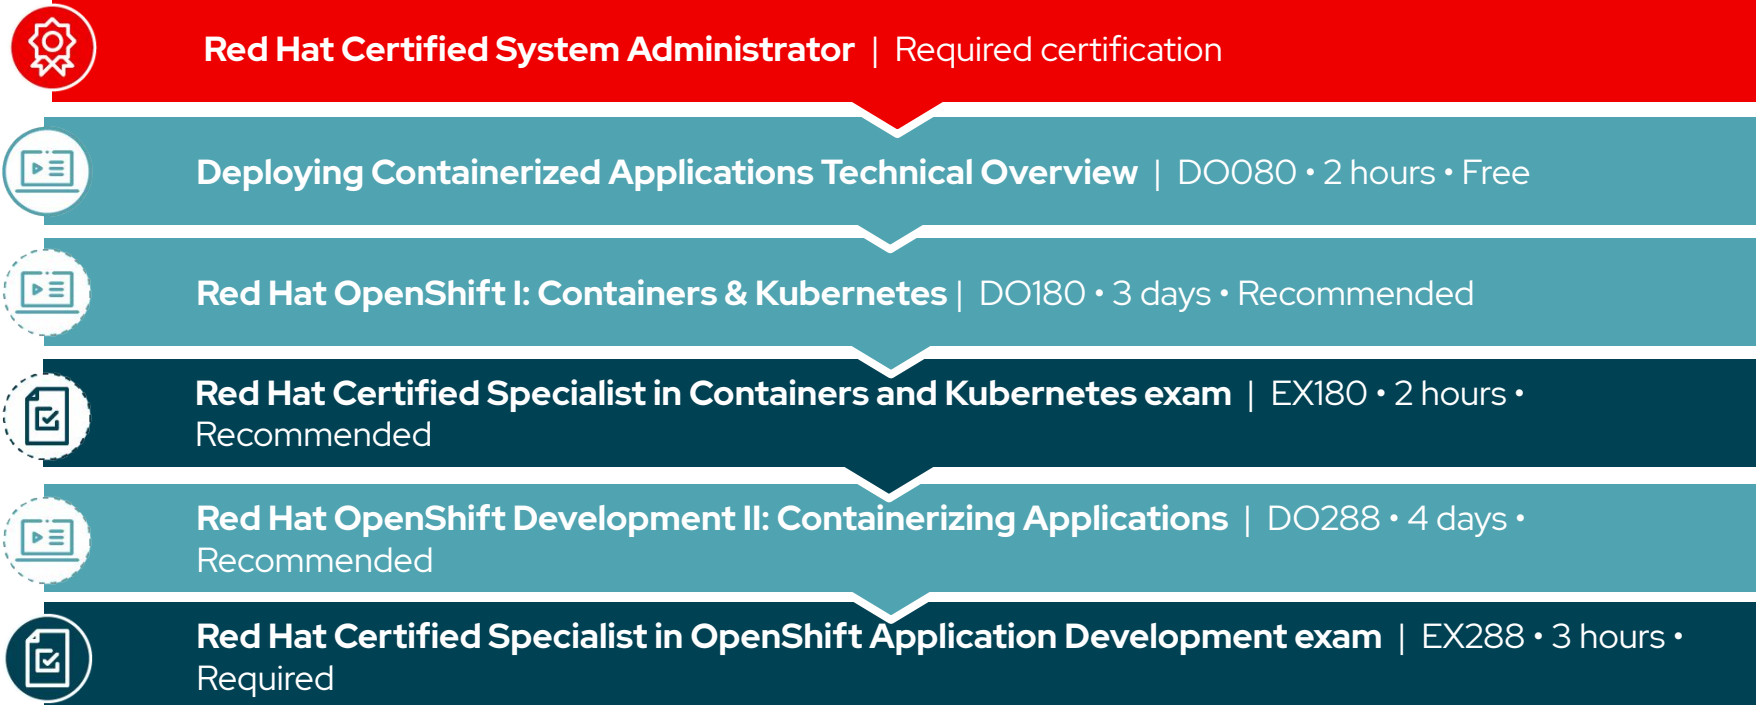 Red Hat Certified System Administrator | Required certification
Deploying Containerized Applications Technical Overview | DO080 • 2 hours • Free
Red Hat OpenShift I: Containers & Kubernetes | DO180 • 3 days • Recommended
Red Hat Certified Specialist in Containers and Kubernetes exam | EX180 • 2 hours •
Recommended
Red Hat OpenShift Development II: Containerizing Applications | DO288 • 4 days •
Recommended
Red Hat Certified Specialist in OpenShift Application Development exam | EX288 • 3 hours •
Required